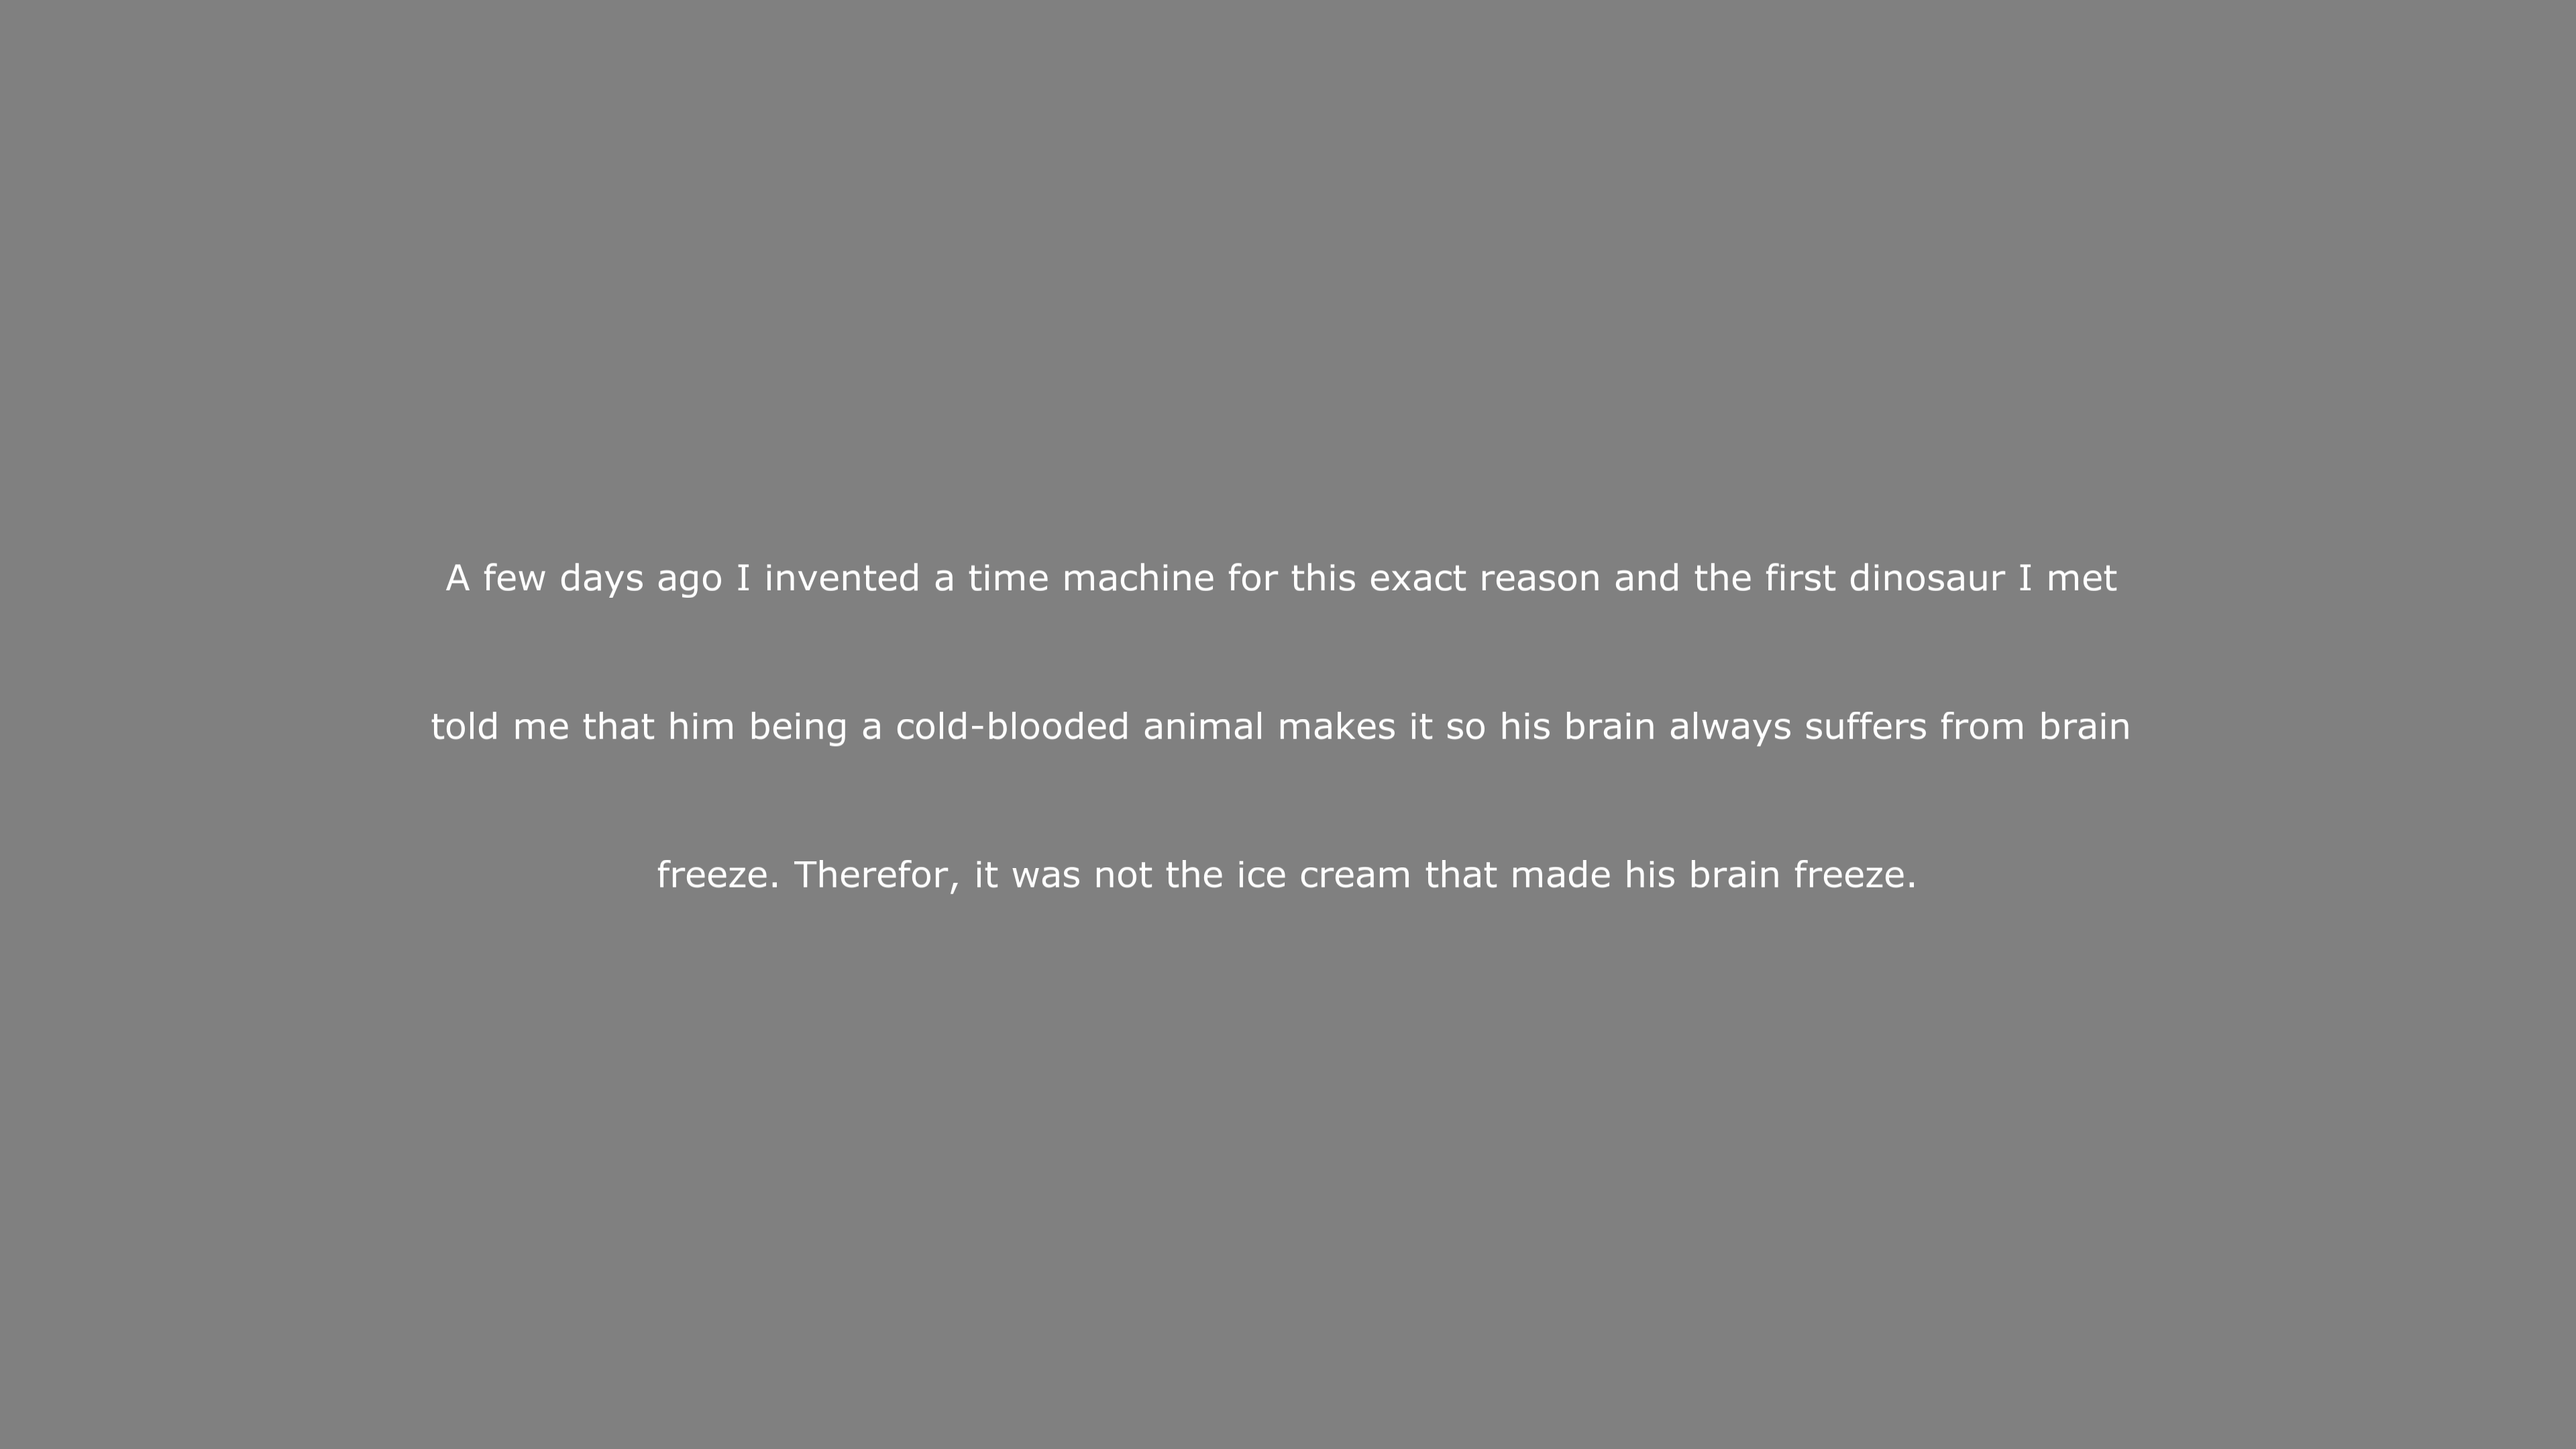 A few days ago I invented a time machine for this exact reason and the first dinosaur I met
told me that him being a cold-blooded animal makes it so his brain always suffers from brain
freeze. Therefor, it was not the ice cream that made his brain freeze.